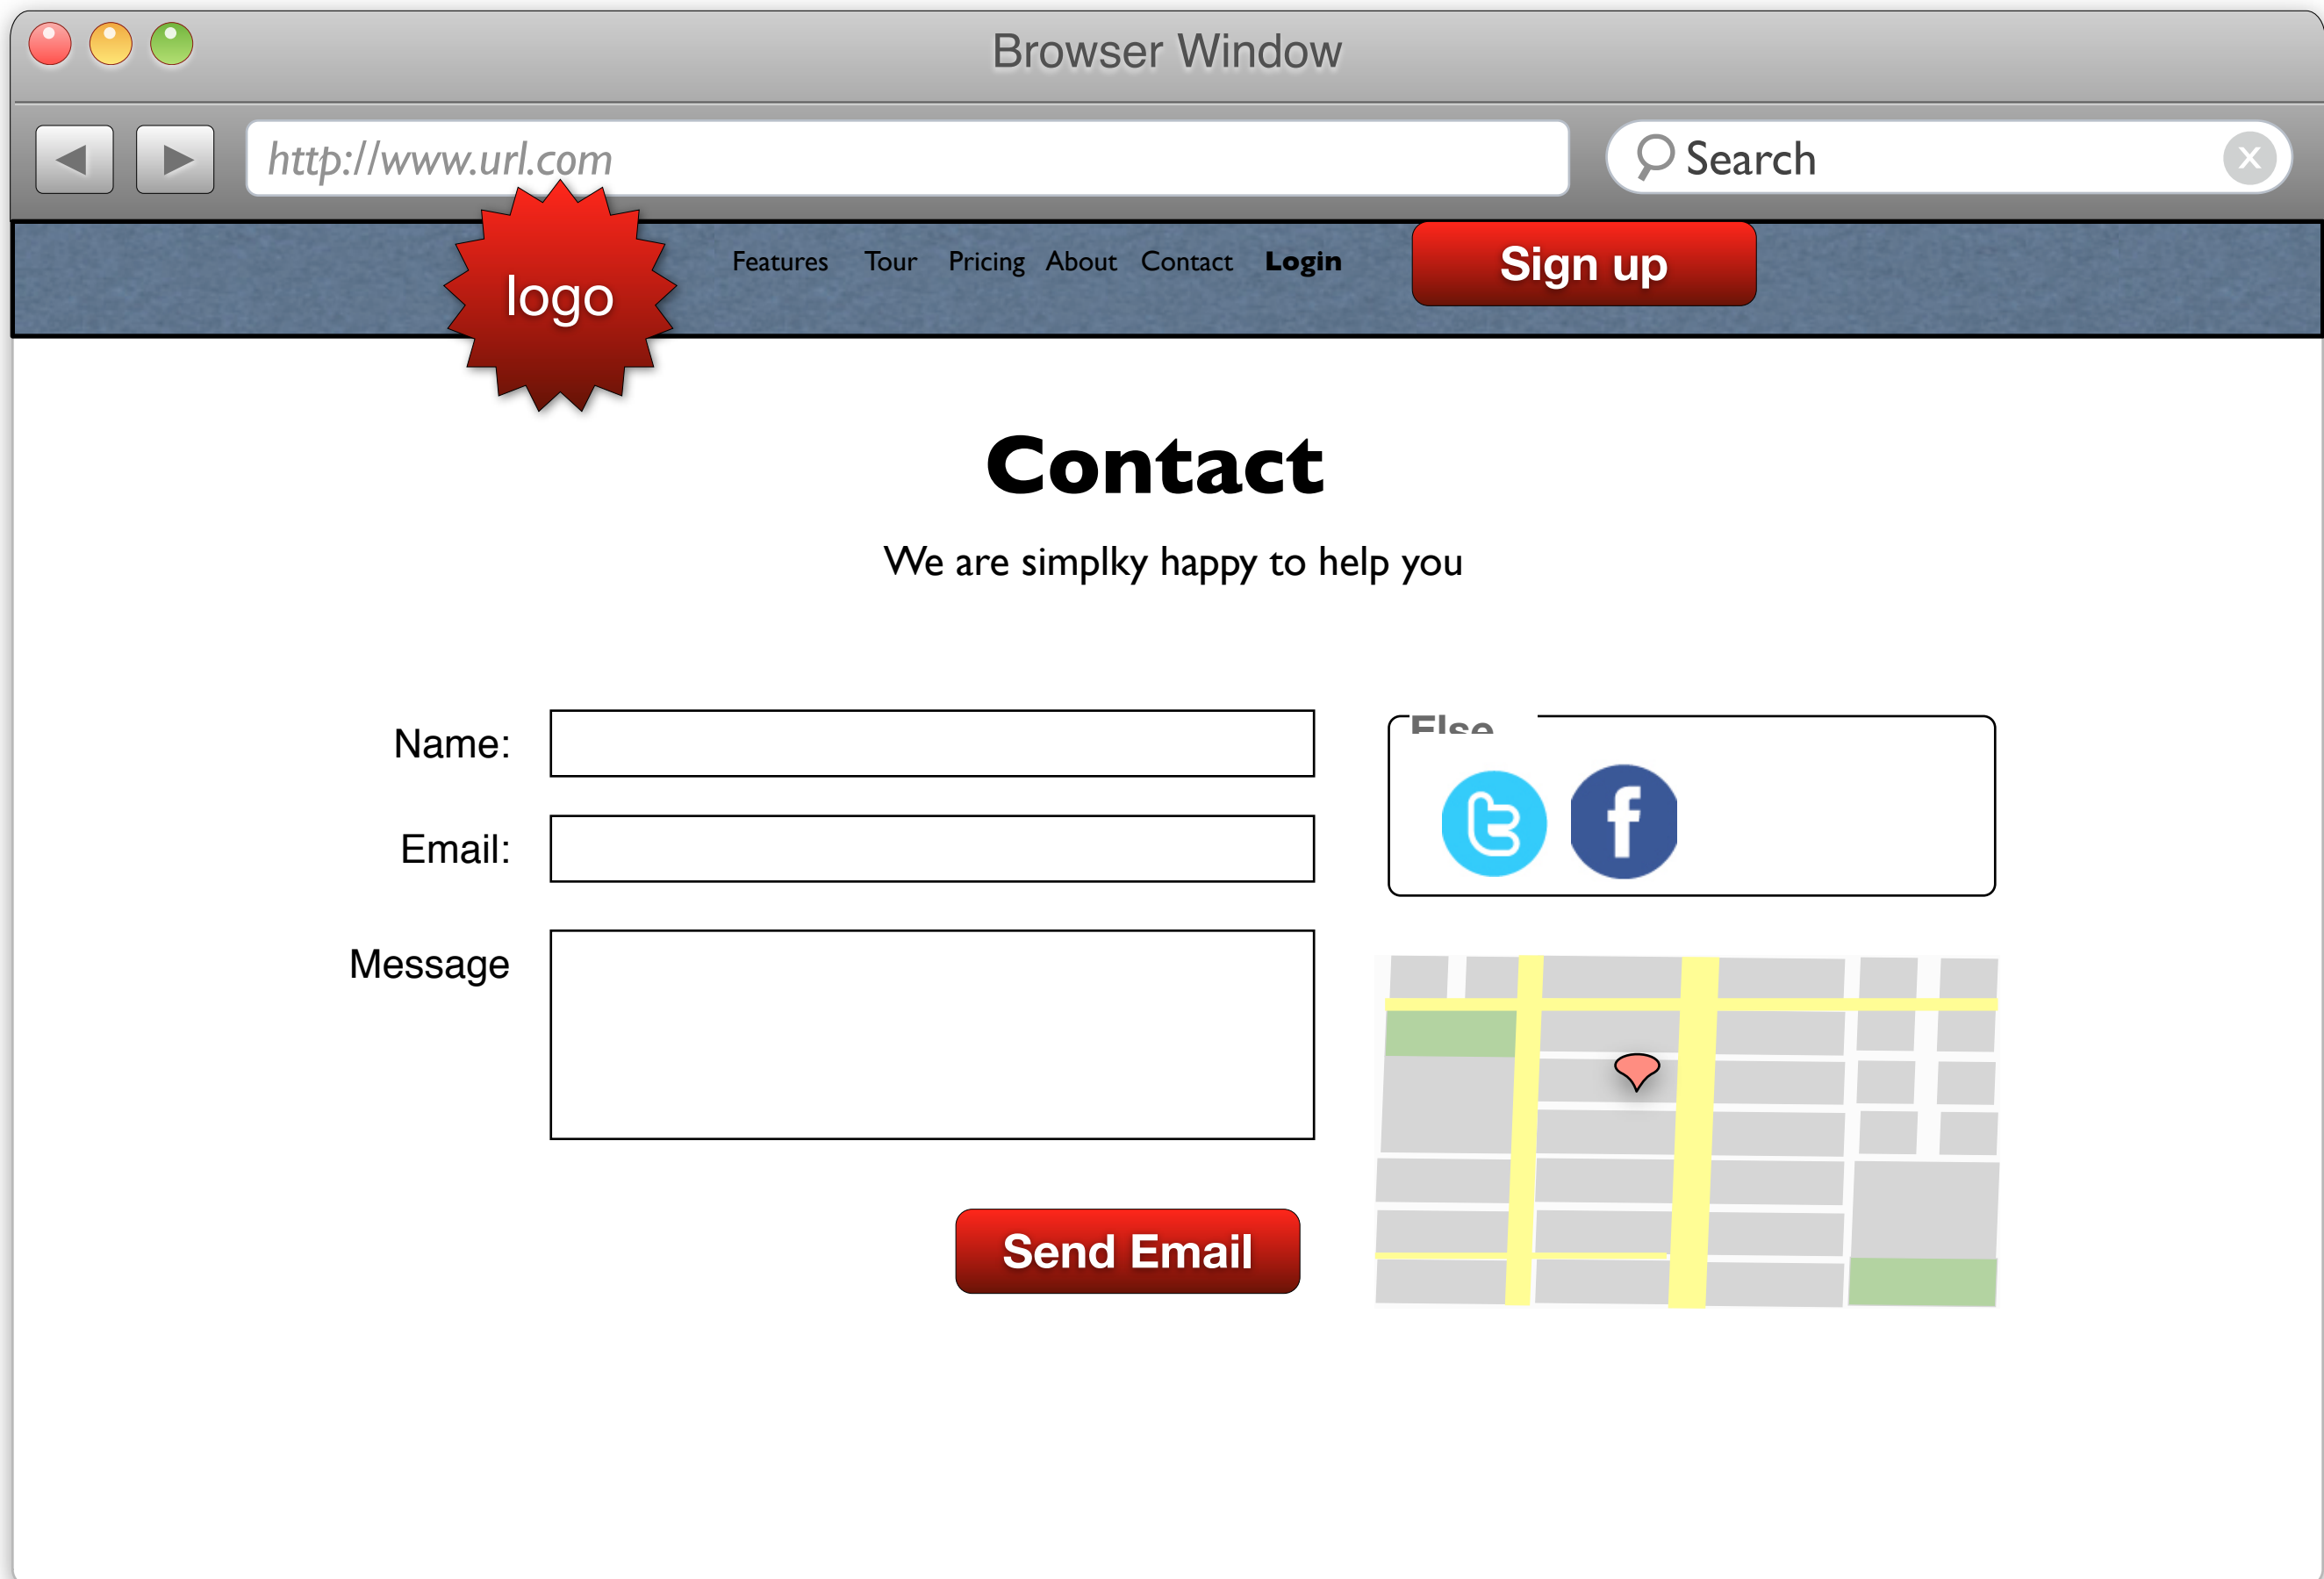 Browser Window
http://www.url.com
Search
logo
Features Tour Pricing About Contact Login
Sign up
Contact
We are simplky happy to help you
Name:
Else
Email:
Message
Send Email